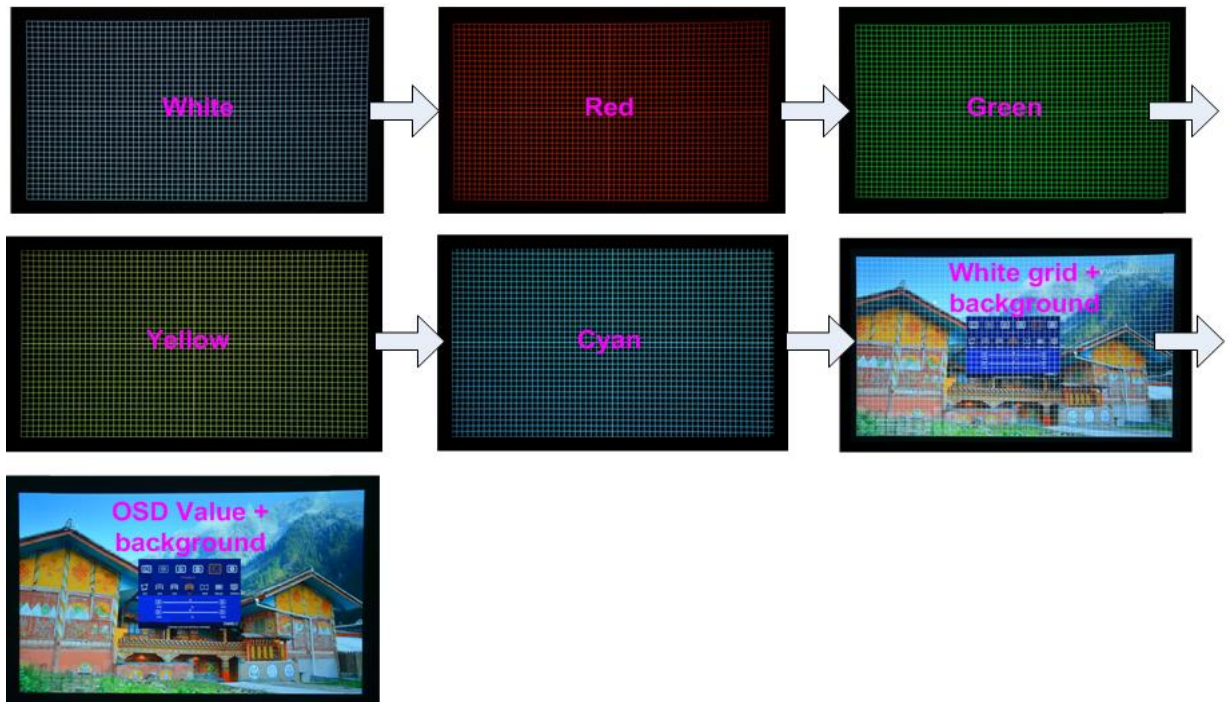 White
Red
Green
Yellow
Cyan
White grid +
background
OSD Value +
background